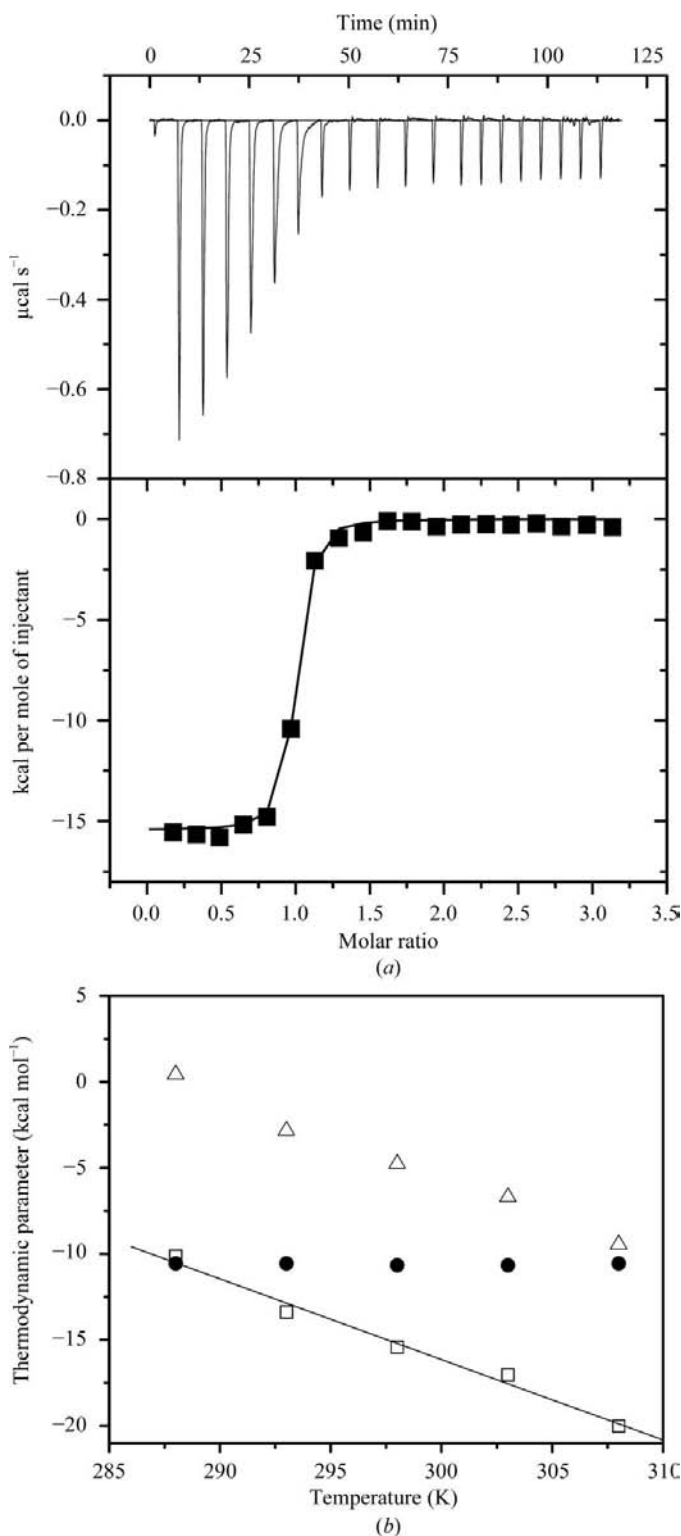 Time (min)
0 25 50 75 100 125
0.0
−0.2
−0.4
−0.6
−0.8
μcal s⁻¹
0
−5
−10
−15
kcal per mole of injectant
0.0 0.5 1.0 1.5 2.0 2.5 3.0 3.5
Molar ratio
(a)
5
0
−5
−10
−15
−20
Thermodynamic parameter (kcal mol⁻¹)
285 290 295 300 305 310
Temperature (K)
(b)